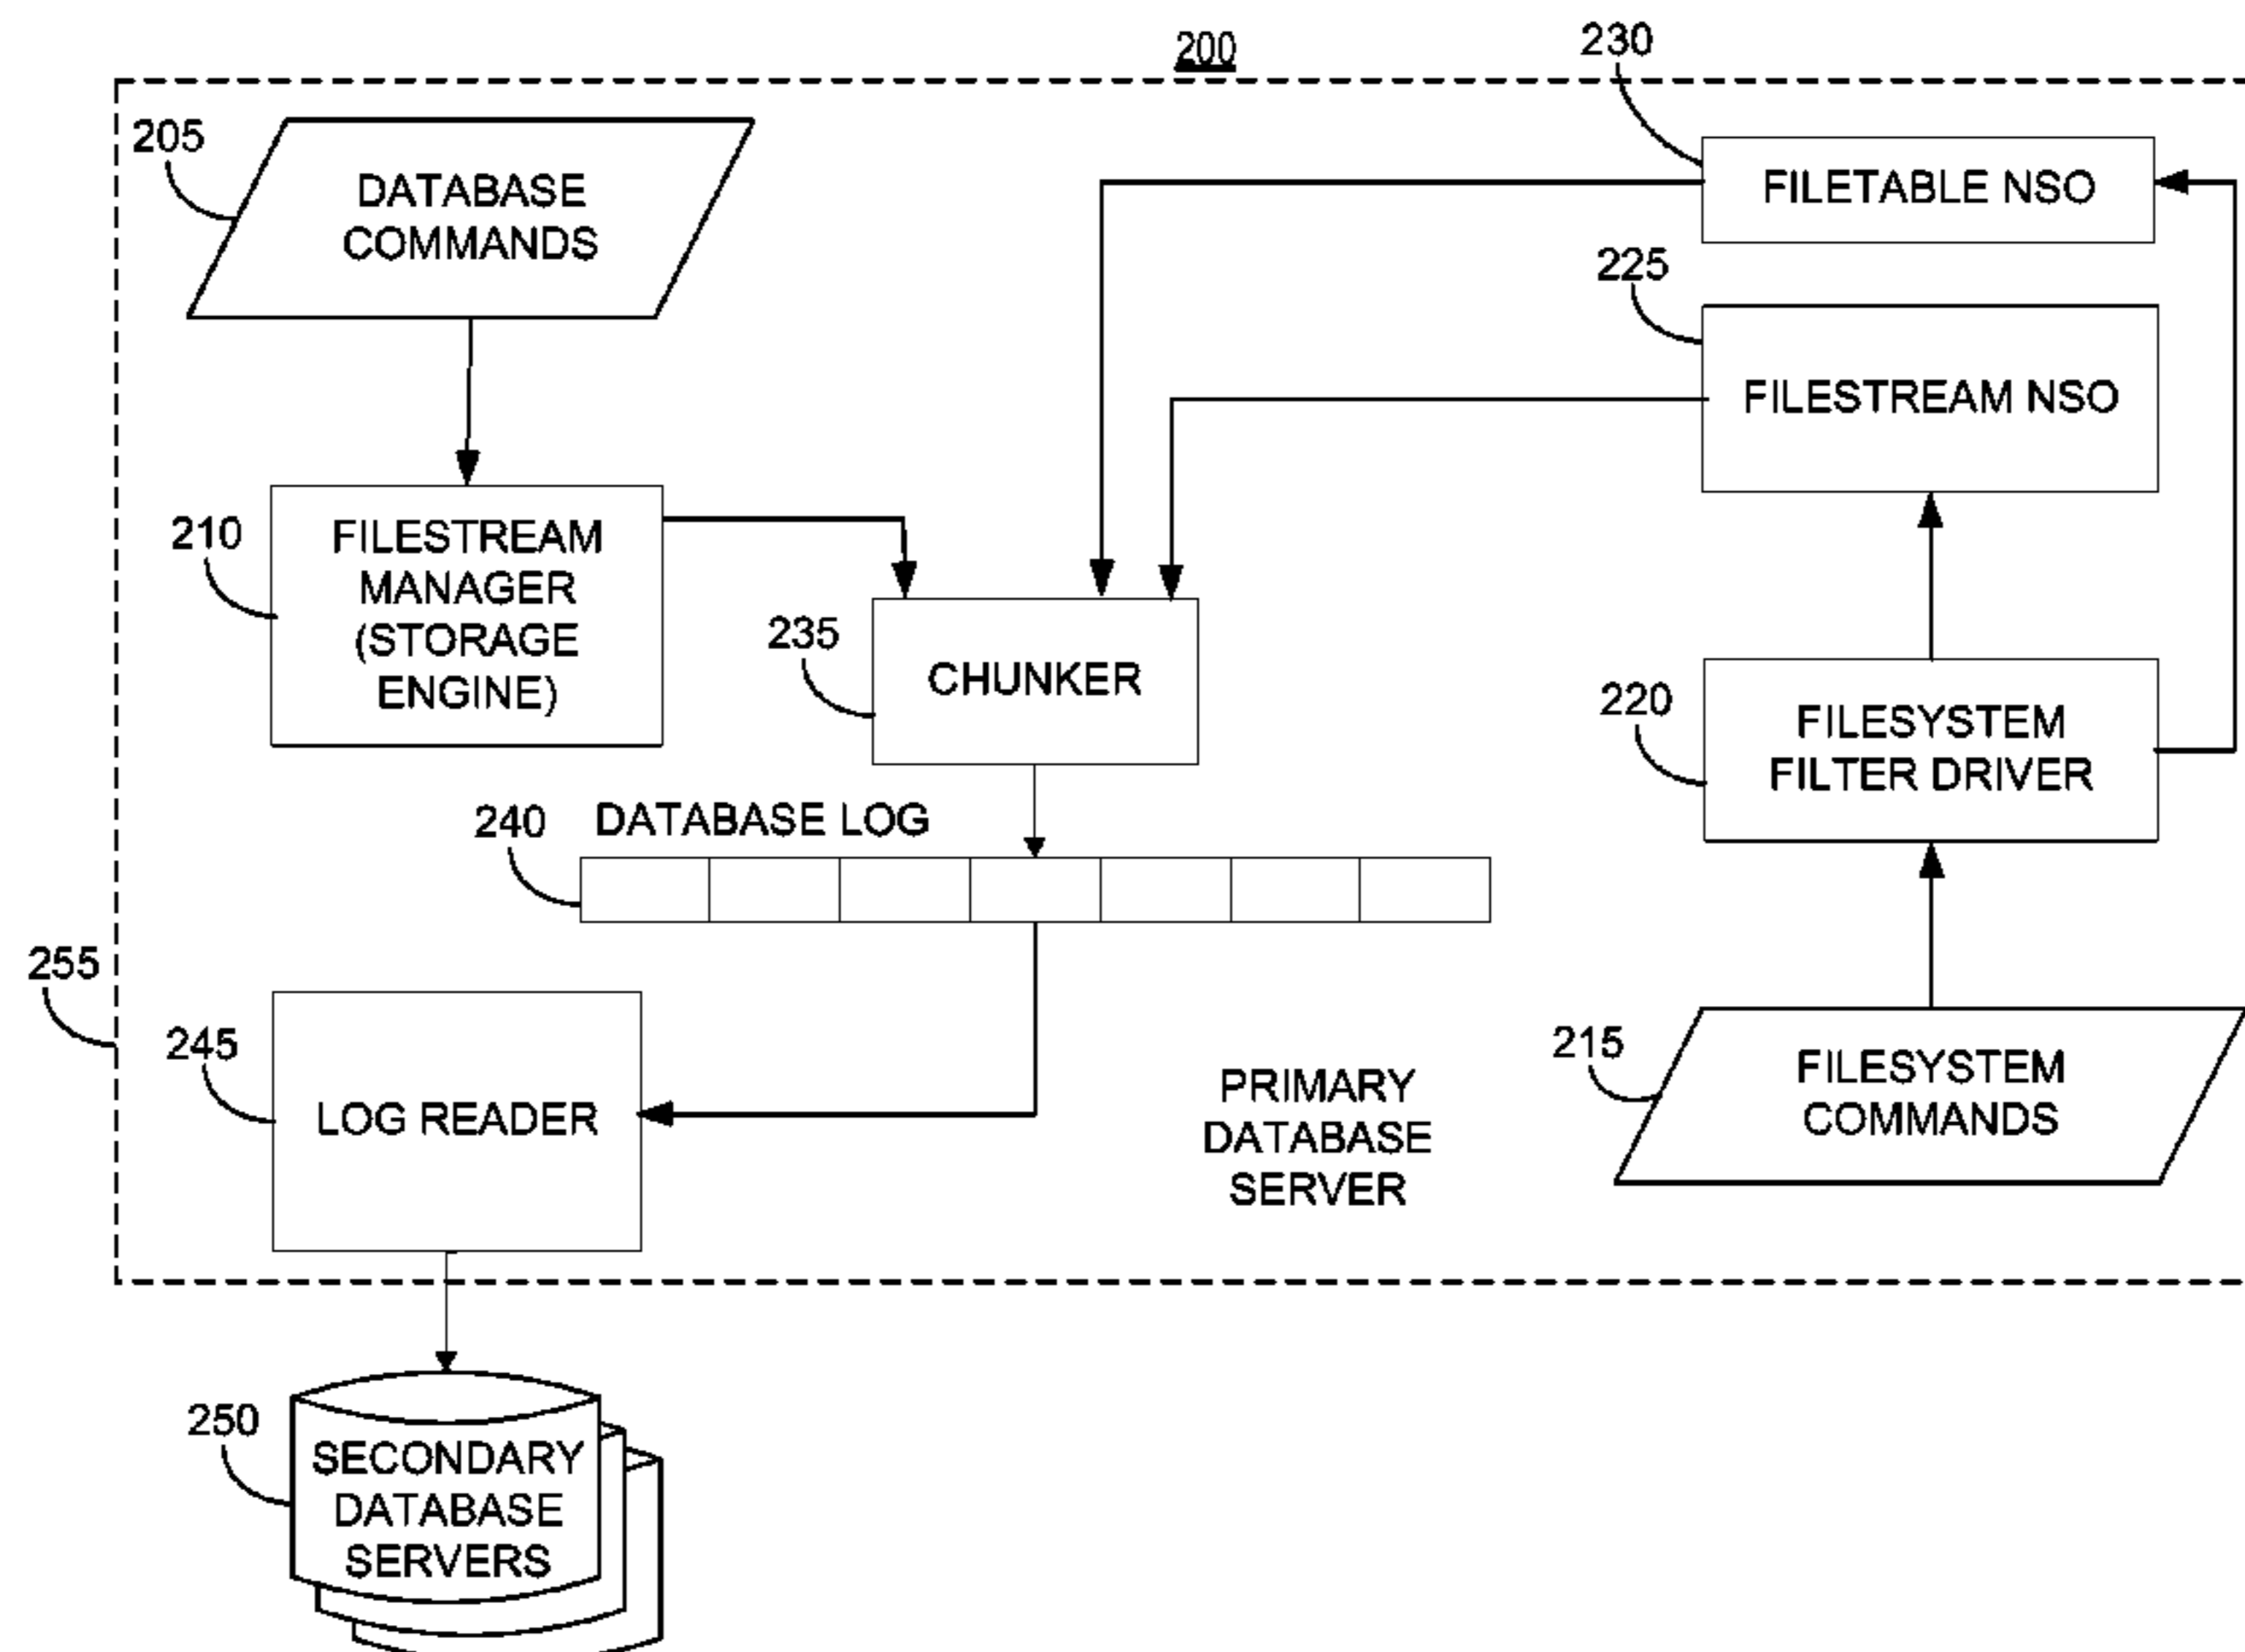 200
230
205
DATABASE
COMMANDS
FILETABLE NSO
225
FILESTREAM NSO
210
FILESTREAM
MANAGER
(STORAGE
ENGINE)
235
CHUNKER
220
FILESYSTEM
FILTER DRIVER
240
DATABASE LOG
255
245
LOG READER
PRIMARY
DATABASE
SERVER
215
FILESYSTEM
COMMANDS
250
SECONDARY
DATABASE
SERVERS